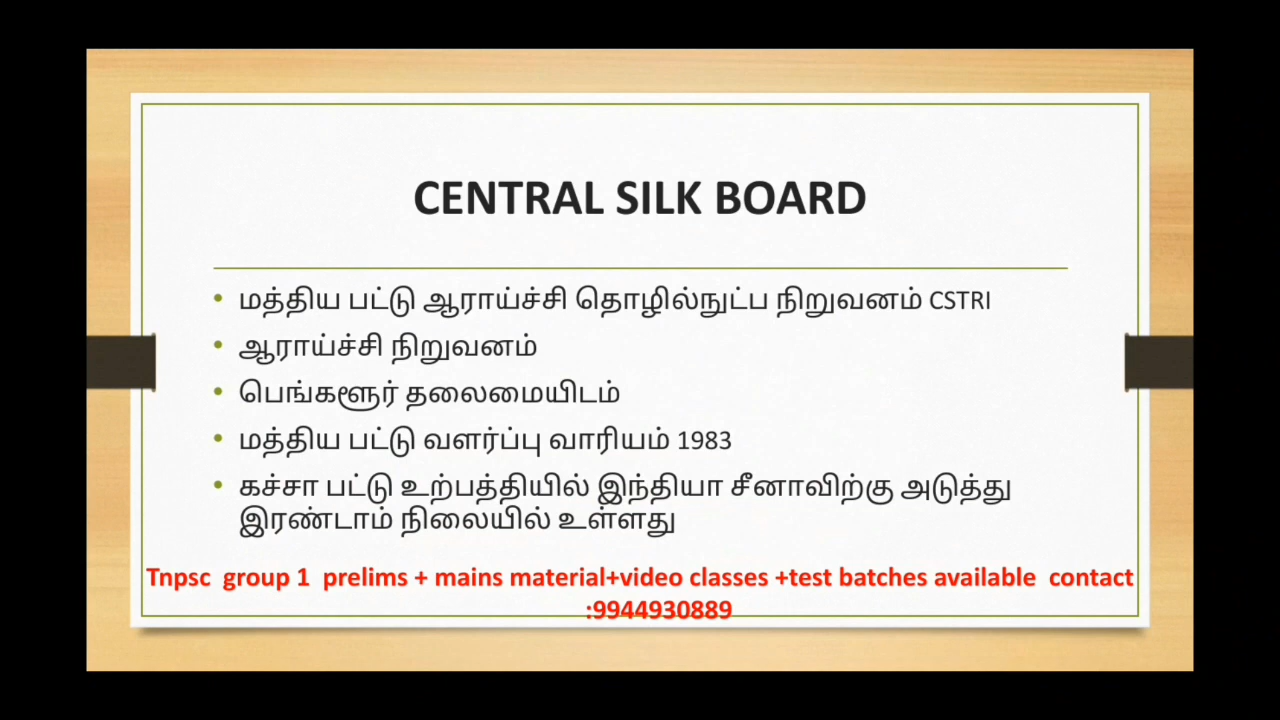 CENTRAL SILK BOARD
• மத்திய பட்டு ஆராய்ச்சி தொழில்நுட்ப நிறுவனம் CSTRI
• ஆராய்ச்சி நிறுவனம்
• பெங்களூர் தலைமையிடம்
• மத்திய பட்டு வளர்ப்பு வாரியம் 1983
• கச்சா பட்டு உற்பத்தியில் இந்தியா சீனாவிற்கு அடுத்து
இரண்டாம் நிலையில் உள்ளது
Tnpsc group 1 prelims + mains material+video classes +test batches available contact
:9944930889